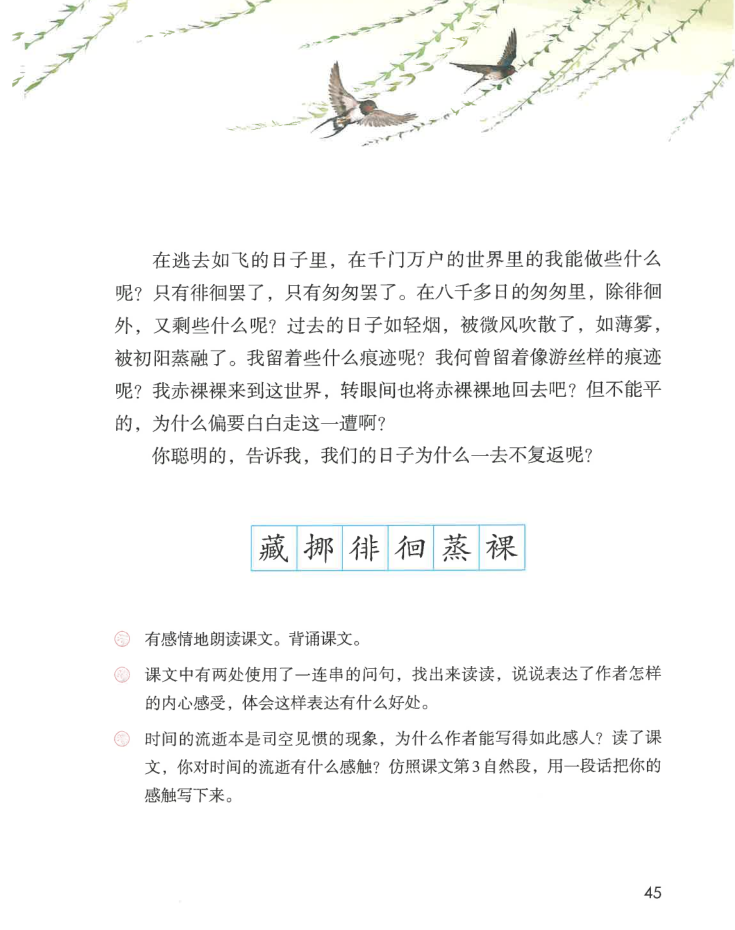 在逃去如飞的日子里，在千门万户的世界里的我能做些什么
呢？只有徘徊罢了，只有匆匆罢了。在八千多日的匆匆里，除徘徊
外，又剩些什么呢？过去的日子如轻烟，被微风吹散了，如薄雾，
被初阳蒸融了。我留着些什么痕迹呢？我何曾留着像游丝样的痕迹
呢？我赤裸裸来到这世界，转眼间也将赤裸裸地回去吧？但不能平
的，为什么偏要白白走这一遭啊？
你聪明的，告诉我，我们的日子为什么一去不复返呢？
藏挪徘徊蒸裸
有感情地朗读课文。背诵课文。
课文中有两处使用了一连串的问句，找出来读读，说说表达了作者怎样
的内心感受，体会这样表达有什么好处。
时间的流逝本是司空见惯的现象，为什么作者能写得如此感人？读了课
文，你对时间的流逝有什么感触？仿照课文第3自然段，用一段话把你的
感触写下来。
45